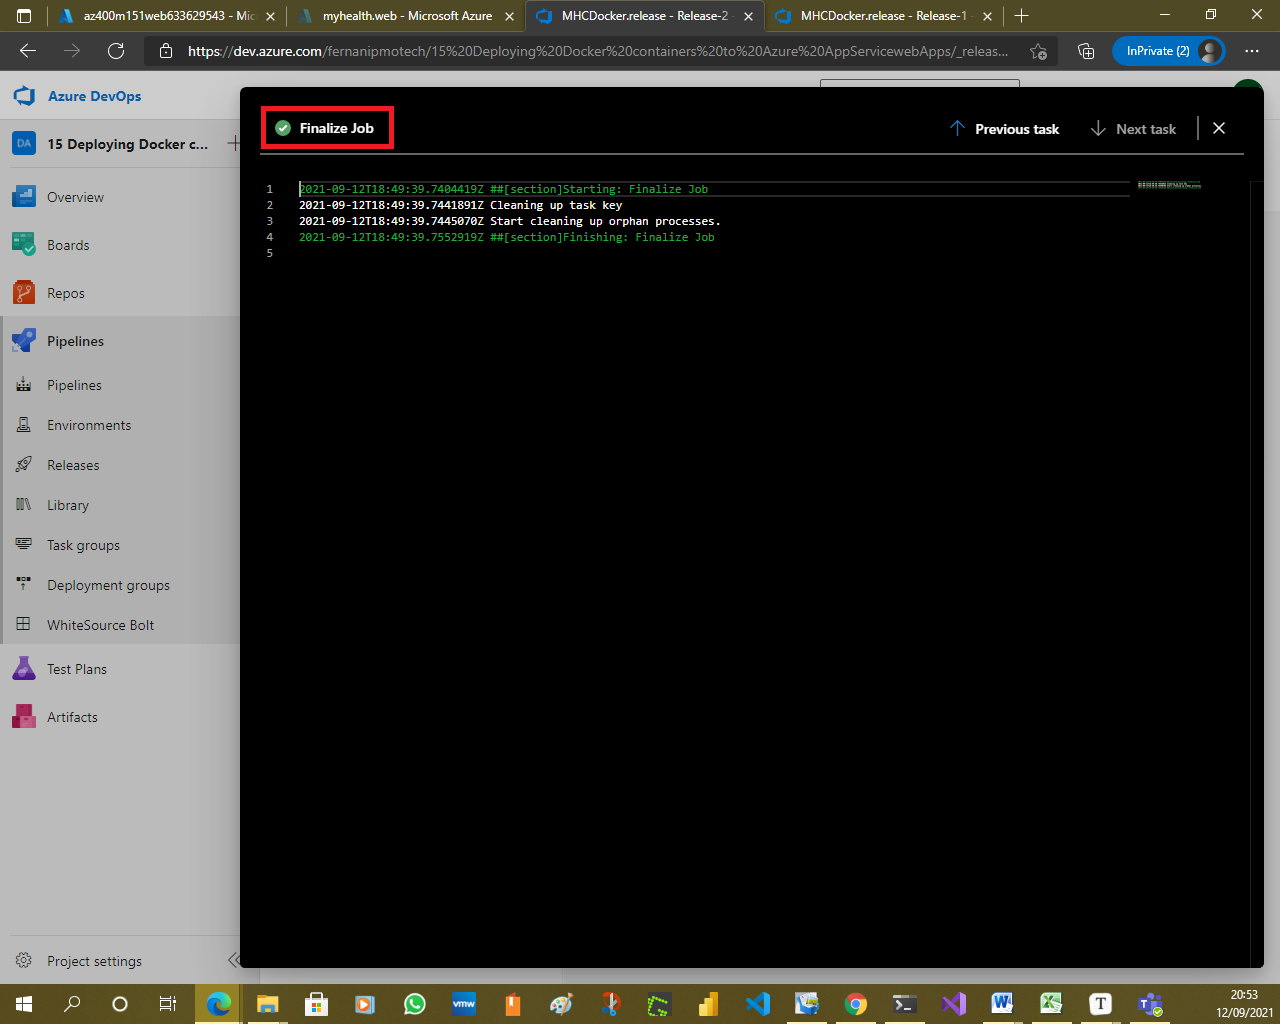 az400m151web633629543 - Mic
myhealth.web - Microsoft Azure
MHCDocker.release - Release-2 -
MHCDocker.release - Release-1 -
https://dev.azure.com/fernanipmotech/15%20Deploying%20Docker%20containers%20to%20Azure%20AppServicewebApps/_releas...
InPrivate (2)
Azure DevOps
DA
15 Deploying Docker c...
Overview
Boards
Repos
Pipelines
Pipelines
Environments
Releases
Library
Task groups
Deployment groups
WhiteSource Bolt
Test Plans
Artifacts
Project settings
Finalize Job
Previous task
Next task
1 2021-09-12T18:49:39.7404419Z ##[section]Starting: Finalize Job
2 2021-09-12T18:49:39.7441891Z Cleaning up task key
3 2021-09-12T18:49:39.7445070Z Start cleaning up orphan processes.
4 2021-09-12T18:49:39.7552919Z ##[section]Finishing: Finalize Job
5
vmw
T
20:53
12/09/2021